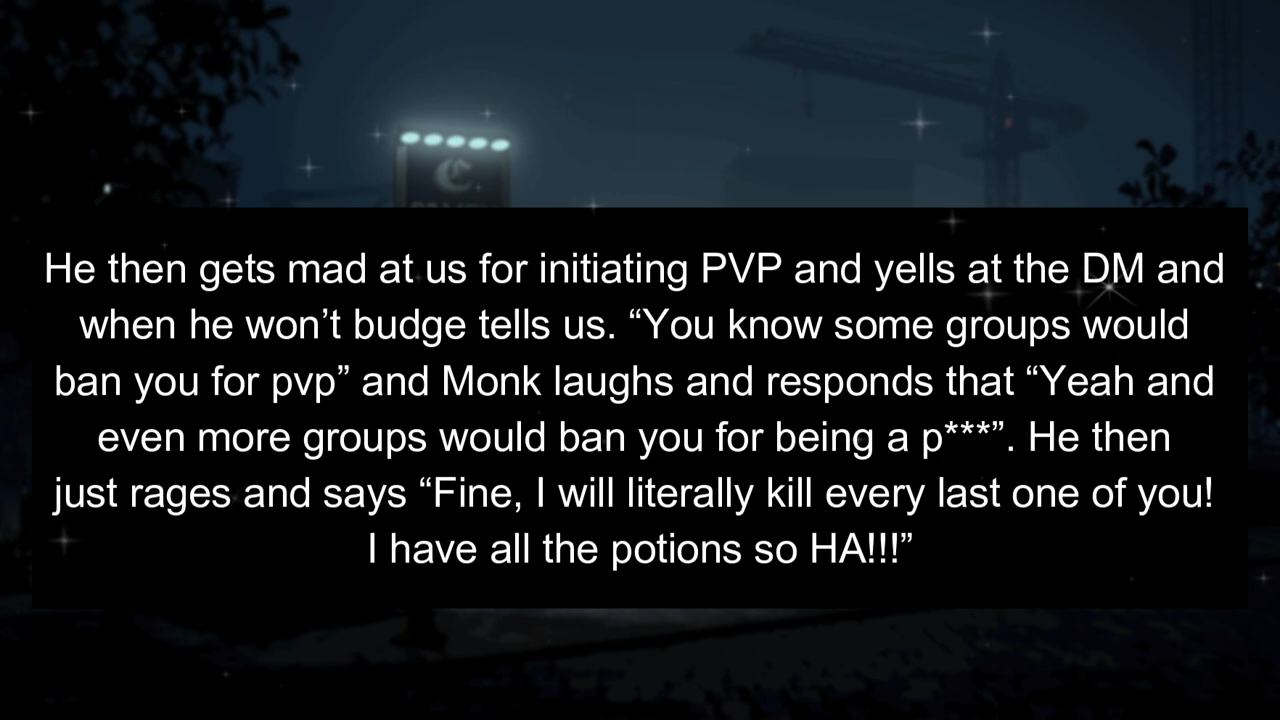 C
He then gets mad at us for initiating PVP and yells at the DM and
when he won’t budge tells us. “You know some groups would
ban you for pvp” and Monk laughs and responds that “Yeah and
even more groups would ban you for being a p***”. He then
just rages and says “Fine, I will literally kill every last one of you!
I have all the potions so HA!!!”